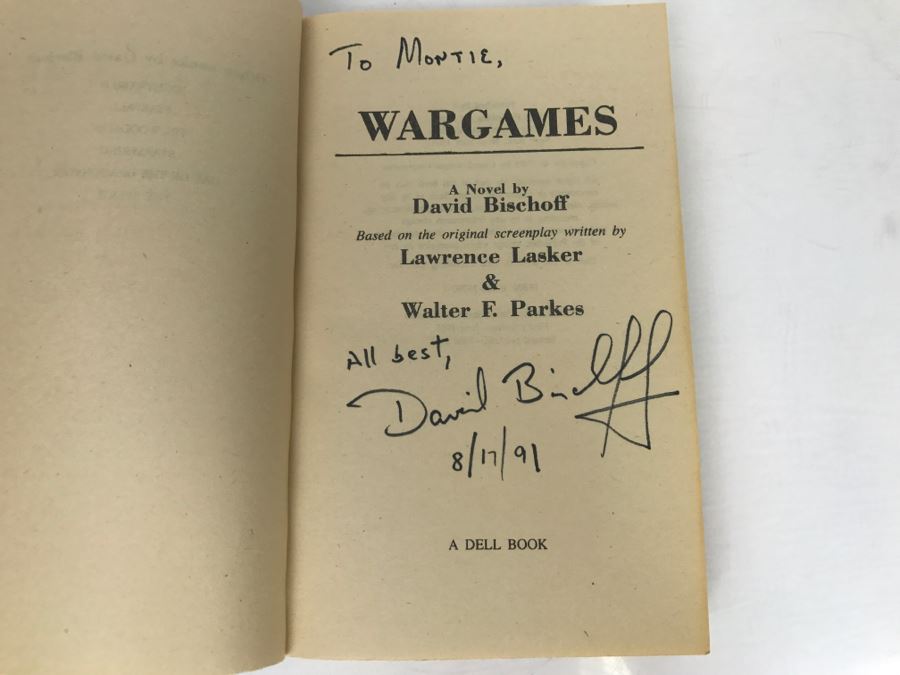 To Montie,
WARGAMES
A Novel by
David Bischoff
Based on the original screenplay written by
Lawrence Lasker
&
Walter F. Parkes
All best,
David Bischoff
8/17/91
A DELL BOOK